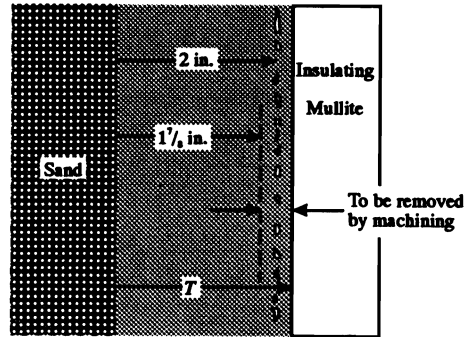 2 in.
Insulating
Mullite
1⅞ in.
Sand
To be removed
by machining
T